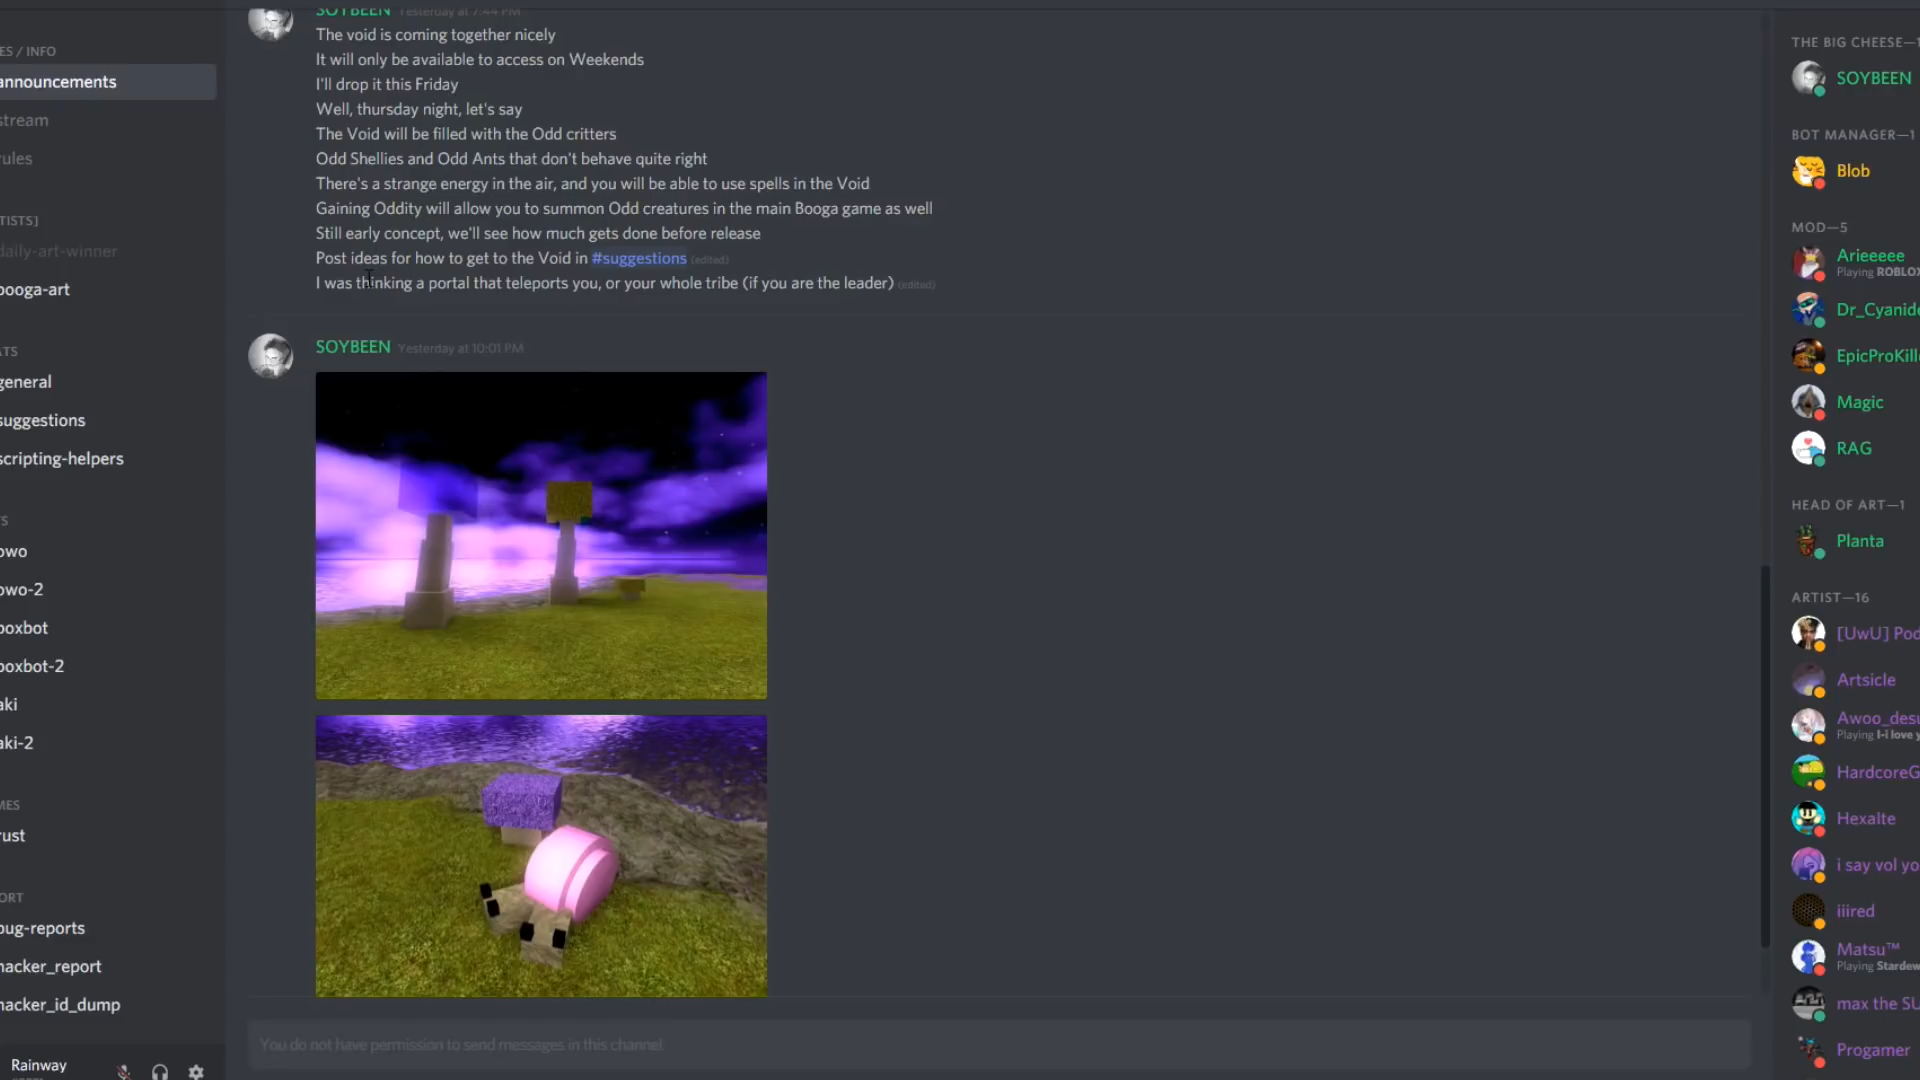 ES / INFO
announcements
stream
rules
TISTS]
daily-art-winner
booga-art
ATS
general
suggestions
scripting-helpers
S
owo
owo-2
boxbot
boxbot-2
aki
aki-2
MES
rust
ORT
bug-reports
hacker_report
hacker_id_dump
Rainway
SOYBEEN Yesterday at 7:44 PM
The void is coming together nicely
It will only be available to access on Weekends
I'll drop it this Friday
Well, thursday night, let's say
The Void will be filled with the Odd critters
Odd Shellies and Odd Ants that don't behave quite right
There's a strange energy in the air, and you will be able to use spells in the Void
Gaining Oddity will allow you to summon Odd creatures in the main Booga game as well
Still early concept, we'll see how much gets done before release
Post ideas for how to get to the Void in #suggestions (edited)
I was thinking a portal that teleports you, or your whole tribe (if you are the leader) (edited)
SOYBEEN Yesterday at 10:01 PM
You do not have permission to send messages in this channel.
THE BIG CHEESE—1
SOYBEEN
BOT MANAGER—1
Blob
MOD—5
Arieeeee
Playing ROBLOX
Dr_Cyanide
EpicProKill
Magic
RAG
HEAD OF ART—1
Planta
ARTIST—16
[UwU] Pod
Artsicle
Awoo_desu
Playing I-i love y
HardcoreG
Hexalte
i say vol yo
iiired
Matsu™
Playing Stardew
max the SL
Progamer